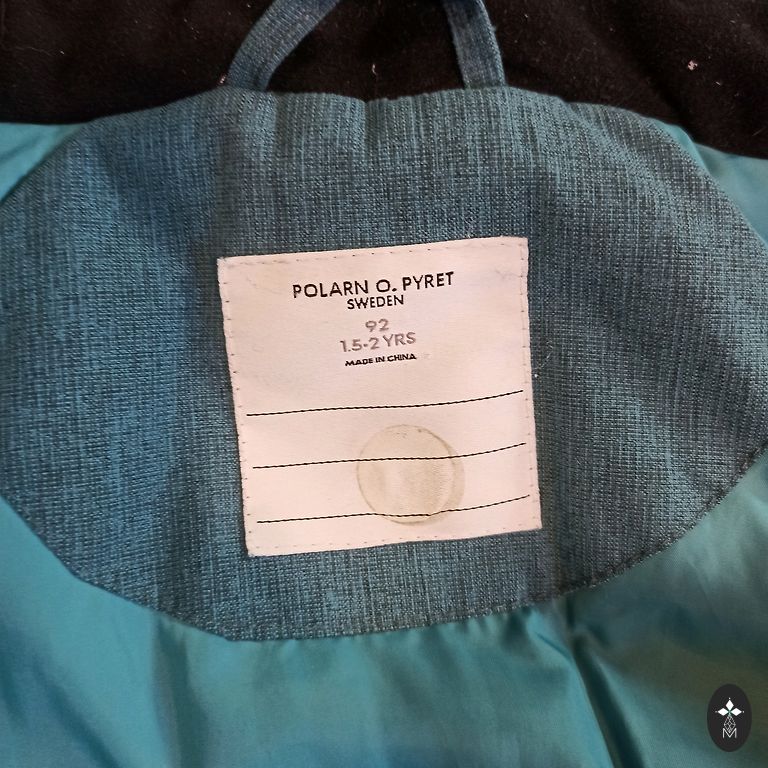 POLARN O. PYRET
SWEDEN
92
1.5-2 YRS
MADE IN CHINA
M